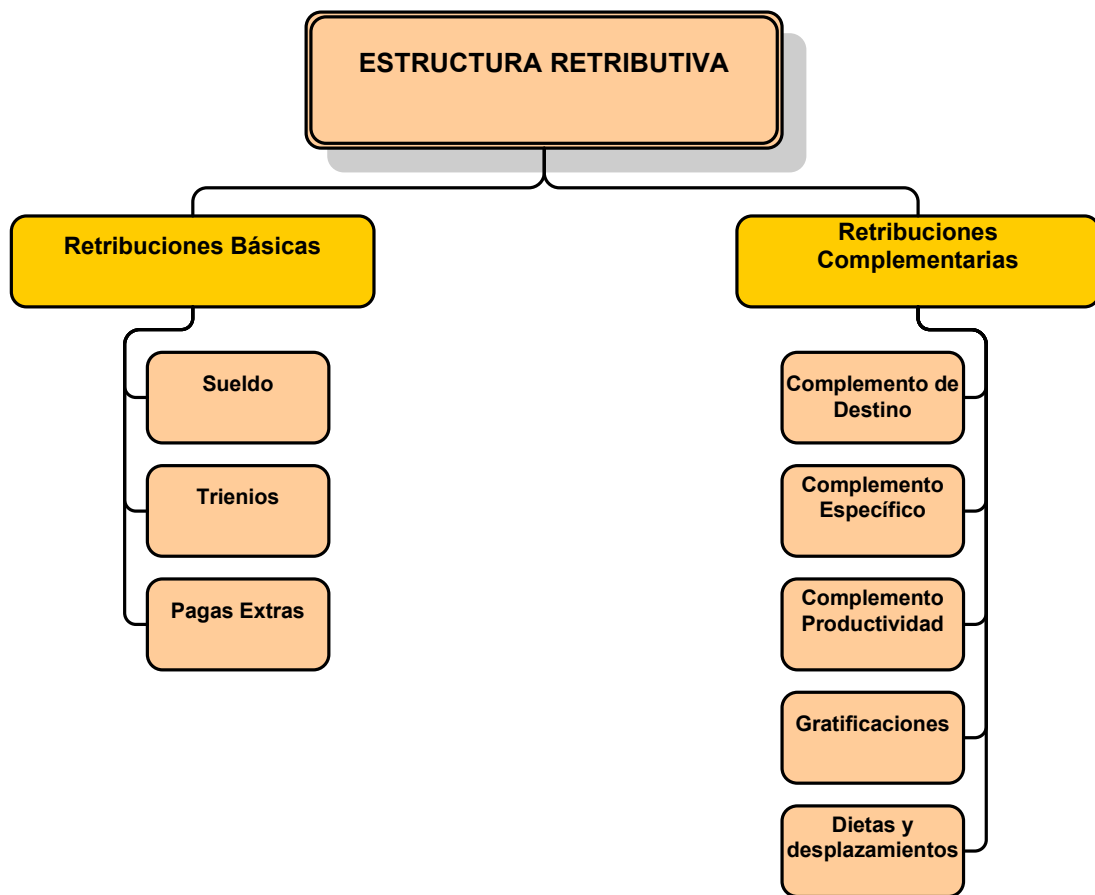 ESTRUCTURA RETRIBUTIVA
Retribuciones Básicas
Retribuciones
Complementarias
Sueldo
Trienios
Pagas Extras
Complemento de
Destino
Complemento
Específico
Complemento
Productividad
Gratificaciones
Dietas y
desplazamientos